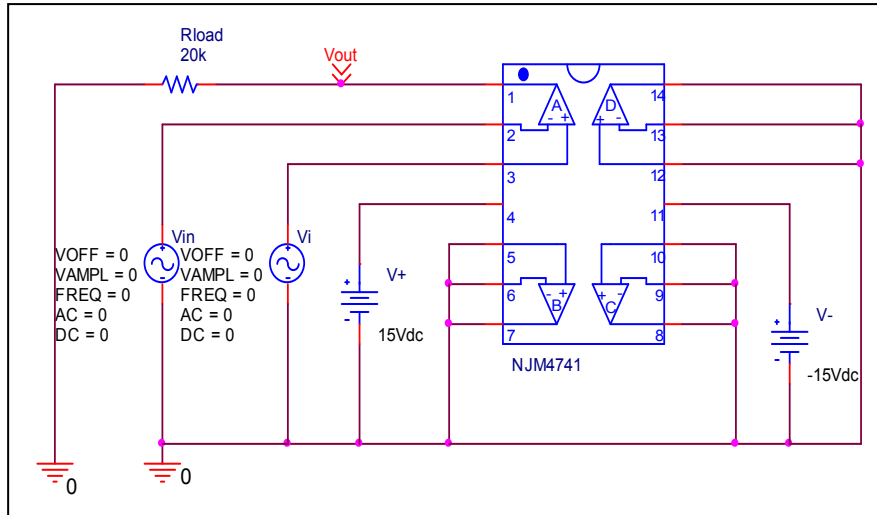 Rload
20k
Vout
1
2
3
4
5
6
7
14
13
12
11
10
9
8
A
- +
D
+ -
B
- +
C
+ -
NJM4741
Vin
+
-
VOFF = 0
VAMPL = 0
FREQ = 0
AC = 0
DC = 0
Vi
+
-
VOFF = 0
VAMPL = 0
FREQ = 0
AC = 0
DC = 0
V+
+
-
15Vdc
V-
+
-
-15Vdc
0
0